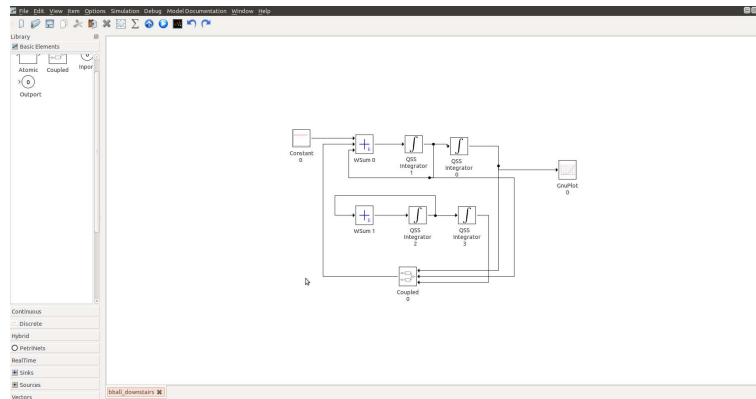 File Edit View Item Options Simulation Debug Model Documentation Window Help
Library
Basic Elements
Atomic Coupled Inpor
Outport
Constant
0
WSum 0
QSS
Integrator
1
QSS
Integrator
0
GnuPlot
0
WSum 1
QSS
Integrator
2
QSS
Integrator
3
Coupled
0
Continuous
Discrete
Hybrid
PetriNets
RealTime
Sinks
Sources
Vectors
bball_downstairs